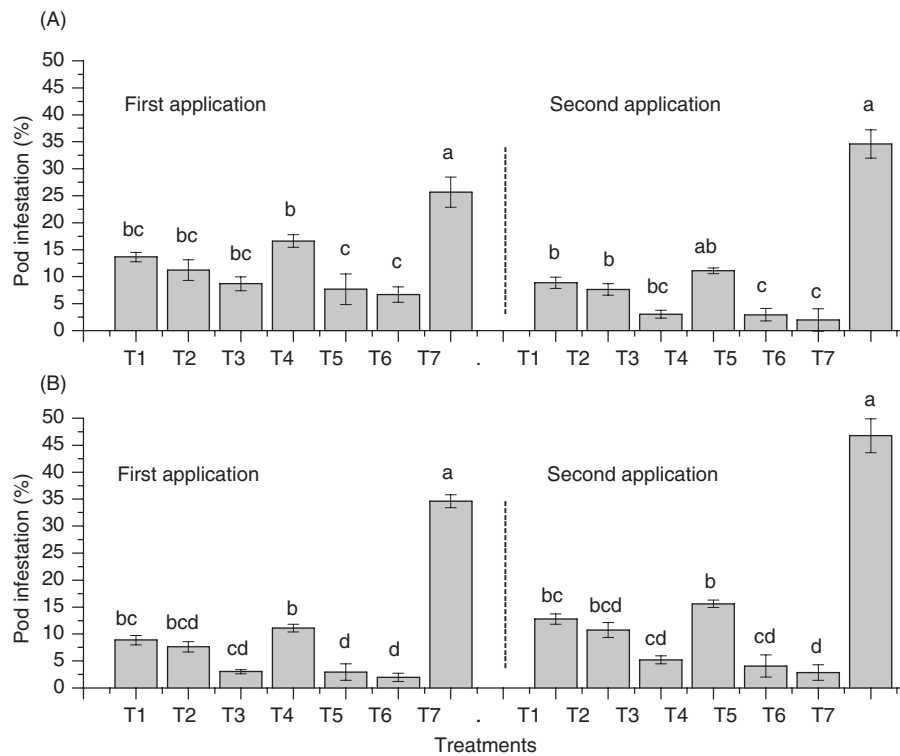 (A)
Pod infestation (%)
50
45
40
35
30
25
20
15
10
5
0
First application
Second application
bc
bc
bc
b
c
c
a
b
b
bc
ab
c
c
a
T1 T2 T3 T4 T5 T6 T7 . T1 T2 T3 T4 T5 T6 T7
(B)
Pod infestation (%)
50
45
40
35
30
25
20
15
10
5
0
First application
Second application
bc
bcd
cd
b
d
d
a
bc
bcd
cd
b
cd
d
a
T1 T2 T3 T4 T5 T6 T7 . T1 T2 T3 T4 T5 T6 T7
Treatments